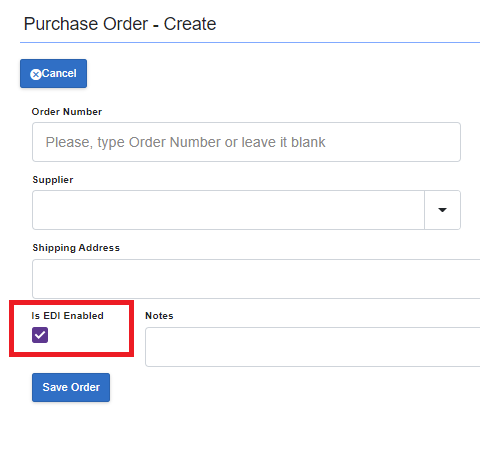 Purchase Order - Create
Cancel
Order Number
Please, type Order Number or leave it blank
Supplier
Shipping Address
Is EDI Enabled
Notes
Save Order